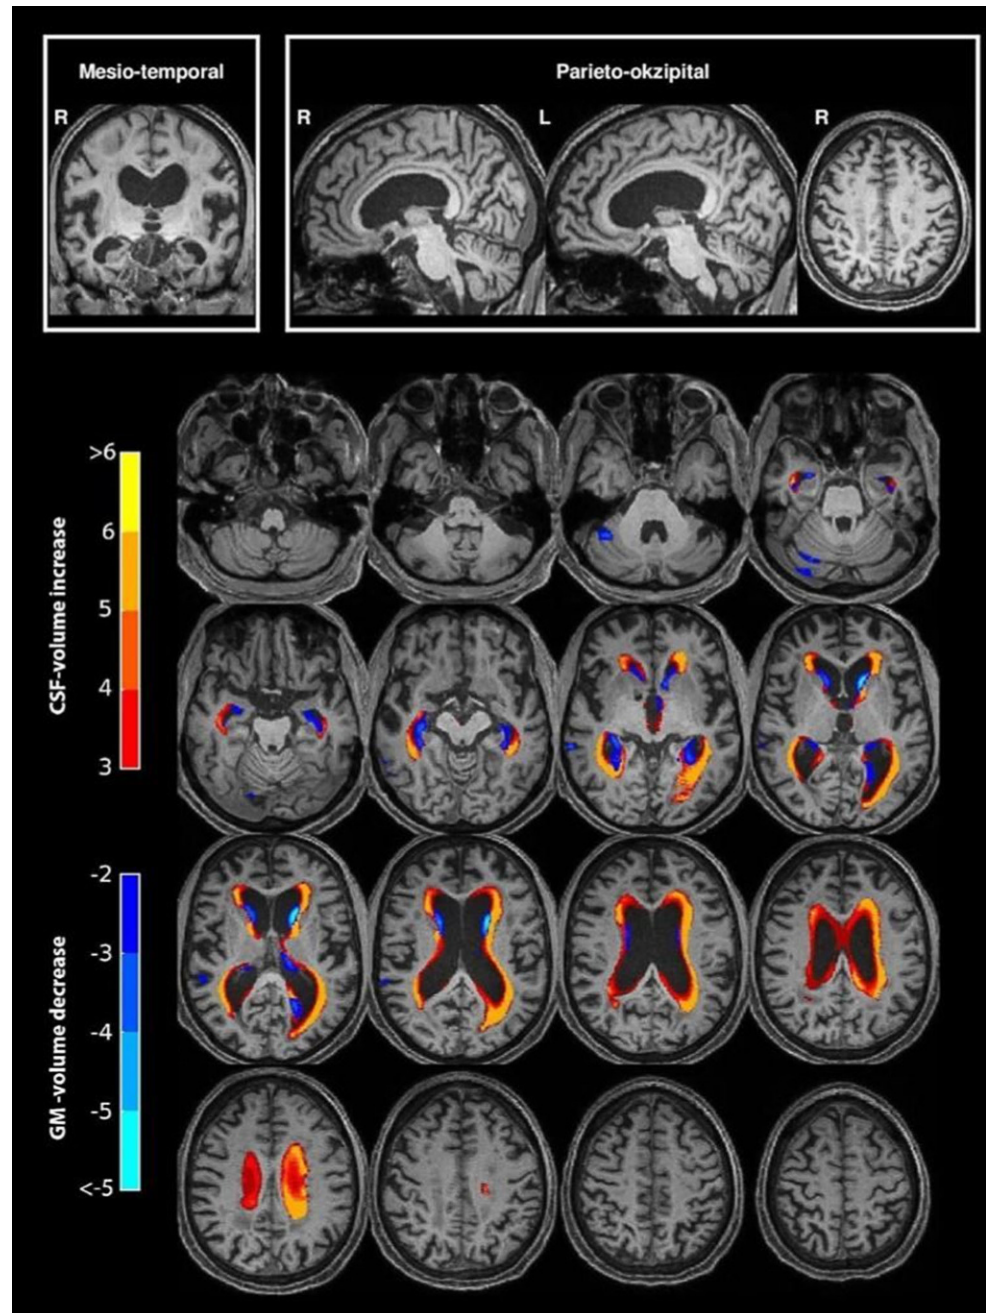 Mesio-temporal
Parieto-okzipital
R
R
L
R
CSF-volume increase
>6
6
5
4
3
GM -volume decrease
-2
-3
-4
-5
<-5